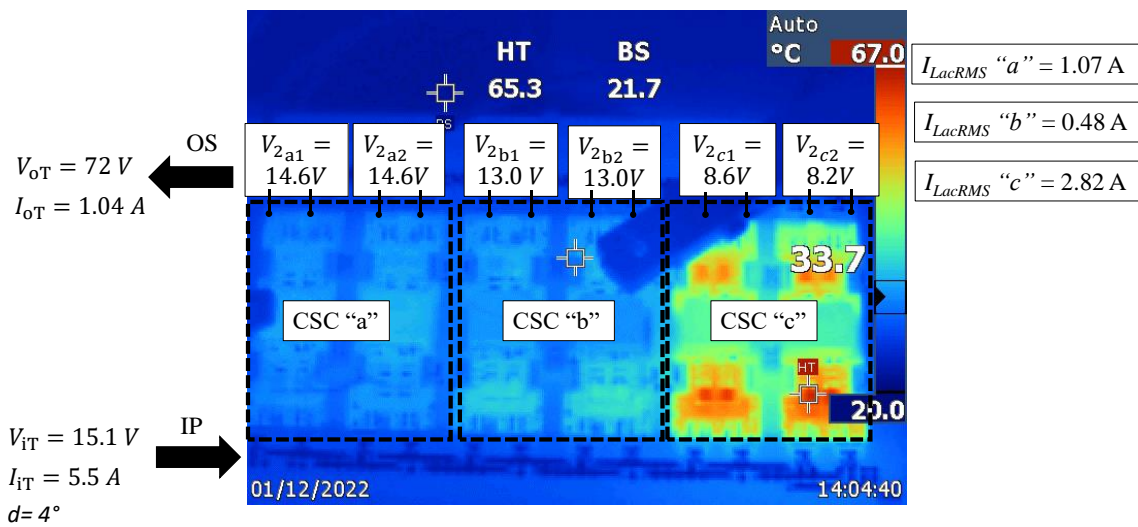 Auto
°C 67.0
HT BS
65.3 21.7
BS
I_LacRMS “a” = 1.07 A
I_LacRMS “b” = 0.48 A
I_LacRMS “c” = 2.82 A
OS
V_oT = 72 V
I_oT = 1.04 A
V_2a1 =
14.6V
V_2a2 =
14.6V
V_2b1 =
13.0 V
V_2b2 =
13.0V
V_2c1 =
8.6V
V_2c2 =
8.2V
33.7
CSC “a”
CSC “b”
CSC “c”
HT
20.0
IP
V_iT = 15.1 V
I_iT = 5.5 A
d= 4°
01/12/2022
14:04:40